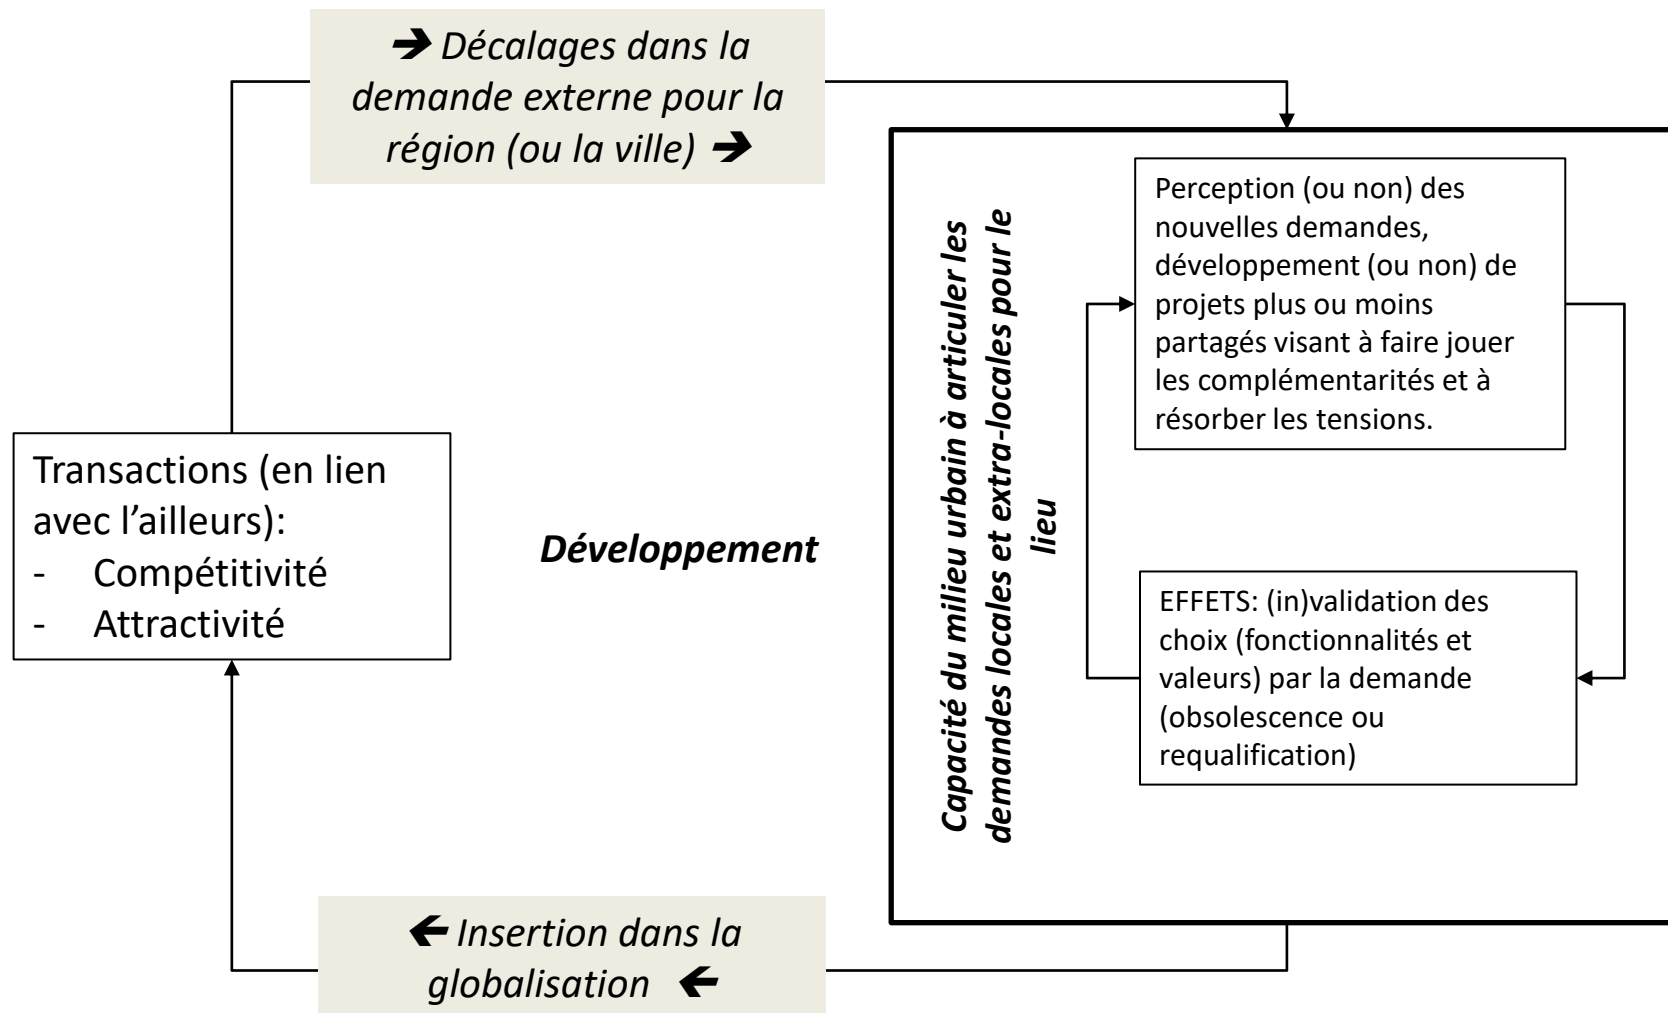 ➔ Décalages dans la
demande externe pour la
région (ou la ville) ➔
Transactions (en lien
avec l’ailleurs):
- Compétitivité
- Attractivité
Développement
Capacité du milieu urbain à articuler les
demandes locales et extra-locales pour le
lieu
Perception (ou non) des
nouvelles demandes,
développement (ou non) de
projets plus ou moins
partagés visant à faire jouer
les complémentarités et à
résorber les tensions.
EFFETS: (in)validation des
choix (fonctionnalités et
valeurs) par la demande
(obsolescence ou
requalification)
🡸 Insertion dans la
globalisation 🡸